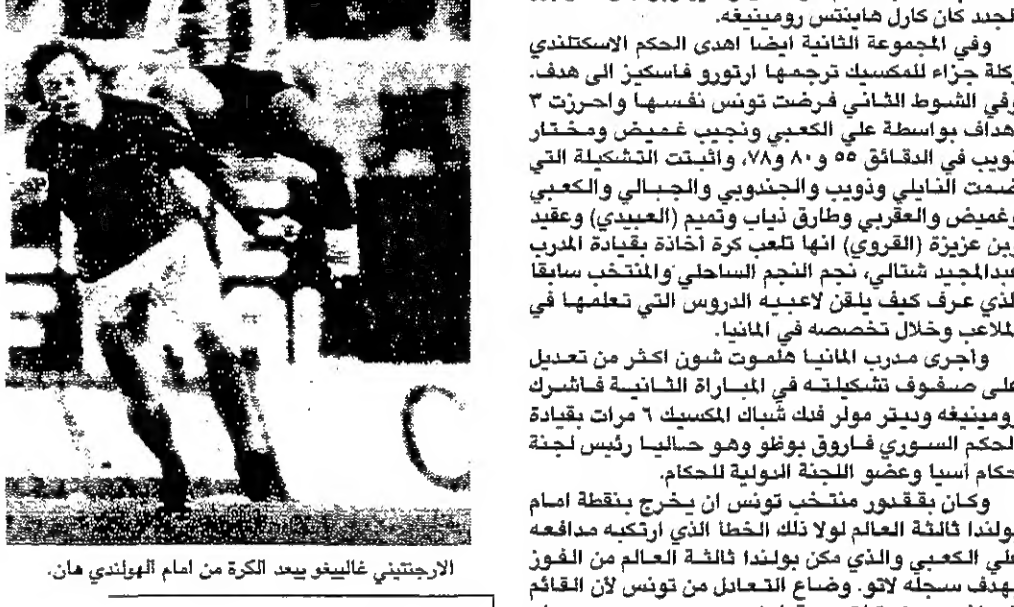 الجدد كان كارل هاينتس رومينيغه.
وفي المجموعة الثانية ايضا اهدى الحكم الاسكتلندي
ركلة جزاء للمكسيك ترجمها ارتورو فاسكيز الى هدف.
وفي الشوط الثاني فرضت تونس نفسها واحرزت ٣
اهداف بواسطة علي الكعبي ونجيب غميض ومختار
ذويب في الدقائق ٥٥ و٨٠ و٧٨، واثبتت التشكيلة التي
ضمت النايلي وذويب والجندوبي والجبالي والكعبي
وغميض والعقربي وطارق ذياب وتميم (العبيدي) وعقيد
وبن عزيزة (القروي) انها تلعب كرة أخاذة بقيادة المدرب
عبدالمجيد شتالي، نجم النجم الساحلي والمنتخب سابقا
الذي عرف كيف يلقن لاعبيه الدروس التي تعلمها في
الملاعب وخلال تخصصه في المانيا.
وأجرى مدرب المانيا هلموت شون اكثر من تعديل
على صفوف تشكيلته في المباراة الثانية فاشرك
رومينيغه وديتر مولر فدك شباك المكسيك ٦ مرات بقيادة
الحكم السوري فاروق بوظو وهو حاليا رئيس لجنة
حكام آسيا وعضو اللجنة الدولية للحكام.
وكان بققدور منتخب تونس ان يخرج بنقطة امام
بولندا ثالثة العالم لولا ذلك الخطأ الذي ارتكبه مدافعه
علي الكعبي والذي مكن بولندا ثالثة العالم من الفوز
بهدف سجله لاتو. وضاع التعادل من تونس لأن القائم
الارجنتيني غالييغو يبعد الكرة من امام الهولندي هان.